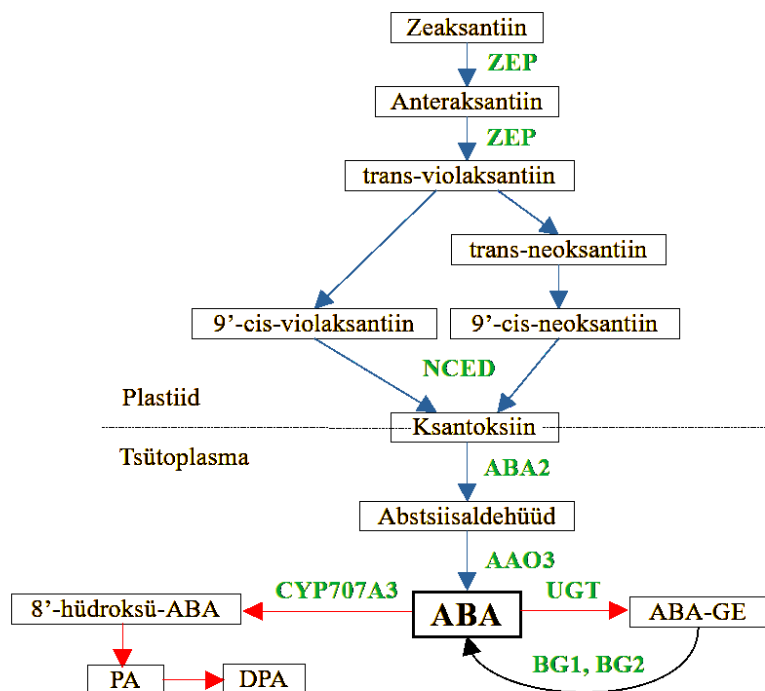 Zeaksantiin
ZEP
Anteraksantiin
ZEP
trans-violaksantiin
trans-neoksantiin
9’-cis-violaksantiin
9’-cis-neoksantiin
NCED
Plastiid
Ksantoksiin
Tsütoplasma
ABA2
Abstsiisaldehüüd
AAO3
CYP707A3
UGT
8’-hüdroksü-ABA
ABA
ABA-GE
BG1, BG2
PA
DPA